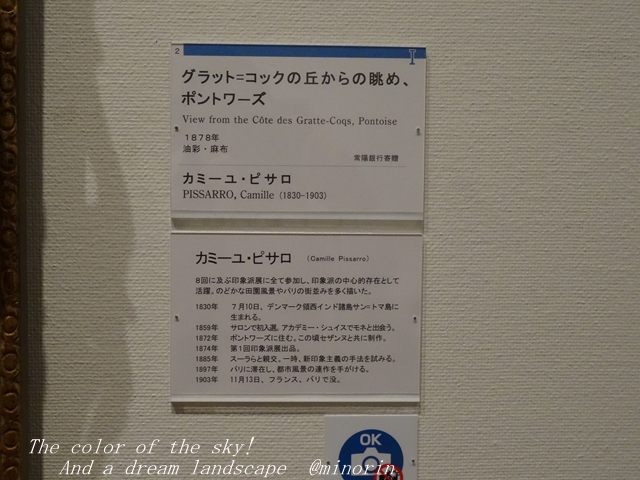 2
グラット=コックの丘からの眺め、
ポントワーズ
View from the Côte des Gratte-Coqs, Pontoise
1878年
油彩・麻布
常陽銀行寄贈
カミーユ・ピサロ
PISSARRO, Camille (1830-1903)
カミーユ・ピサロ (Camille Pissarro)
8回に及ぶ印象派展に全て参加し、印象派の中心的存在として
活躍。のどかな田園風景やパリの街並みを多く描いた。
1830年 7月10日、デンマーク領西インド諸島サン=トマ島に
生まれる。
1859年 サロンで初入選。アカデミー・シュイスでモネと出会う。
1872年 ポントワーズに住む。この頃セザンヌと共に制作。
1874年 第1回印象派展出品。
1885年 スーラらと親交。一時、新印象主義の手法を試みる。
1897年 パリに滞在し、都市風景の連作を手がける。
1903年 11月13日、フランス、パリで没。
OK
The color of the sky!
And a dream landscape @minorin